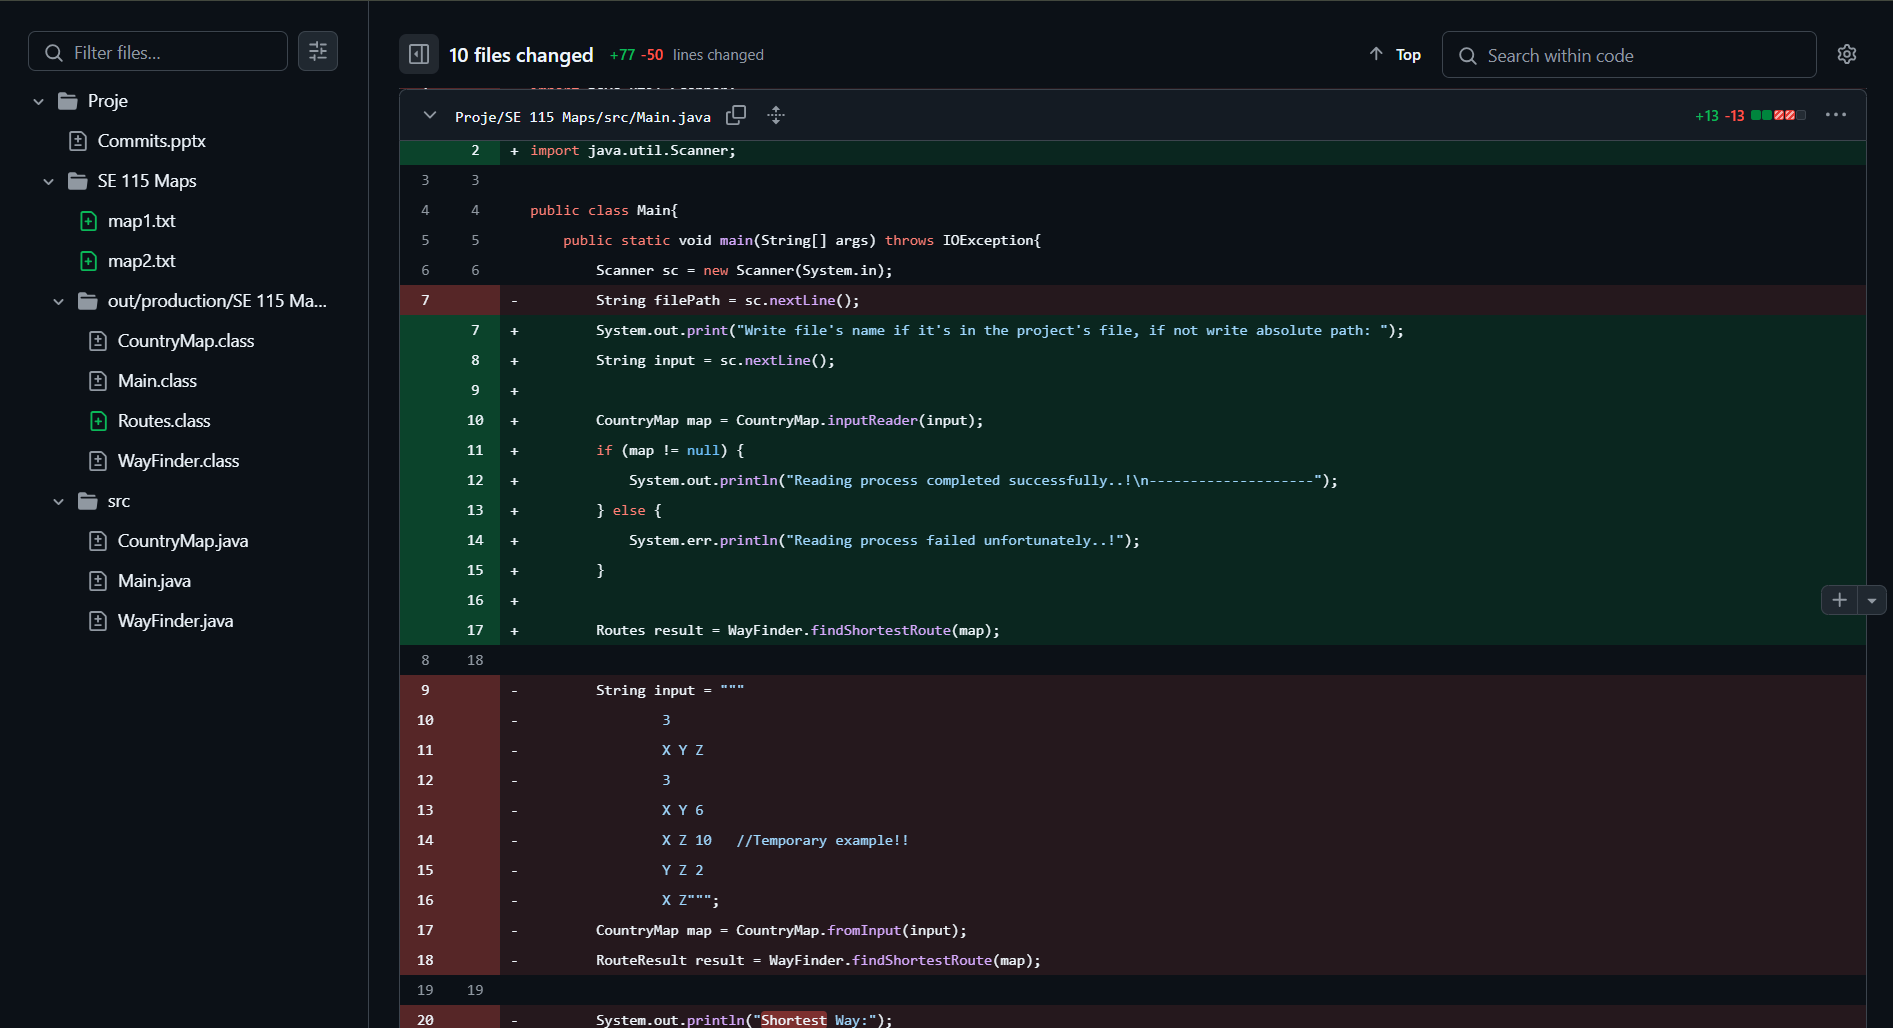 Filter files...
Proje
Commits.pptx
SE 115 Maps
map1.txt
map2.txt
out/production/SE 115 Ma...
CountryMap.class
Main.class
Routes.class
WayFinder.class
src
CountryMap.java
Main.java
WayFinder.java
10 files changed +77 -50 lines changed
Top
Search within code
Proje/SE 115 Maps/src/Main.java
+13 -13
2 + import java.util.Scanner;
3 3
4 4 public class Main{
5 5 public static void main(String[] args) throws IOException{
6 6 Scanner sc = new Scanner(System.in);
7 - String filePath = sc.nextLine();
7 + System.out.print("Write file's name if it's in the project's file, if not write absolute path: ");
8 + String input = sc.nextLine();
9 +
10 + CountryMap map = CountryMap.inputReader(input);
11 + if (map != null) {
12 + System.out.println("Reading process completed successfully..!\n--------------------");
13 + } else {
14 + System.err.println("Reading process failed unfortunately..!");
15 + }
16 +
17 + Routes result = WayFinder.findShortestRoute(map);
8 18
9 - String input = """
10 - 3
11 - X Y Z
12 - 3
13 - X Y 6
14 - X Z 10 //Temporary example!!
15 - Y Z 2
16 - X Z""";
17 - CountryMap map = CountryMap.fromInput(input);
18 - RouteResult result = WayFinder.findShortestRoute(map);
19 19
20 - System.out.println("Shortest Way:");